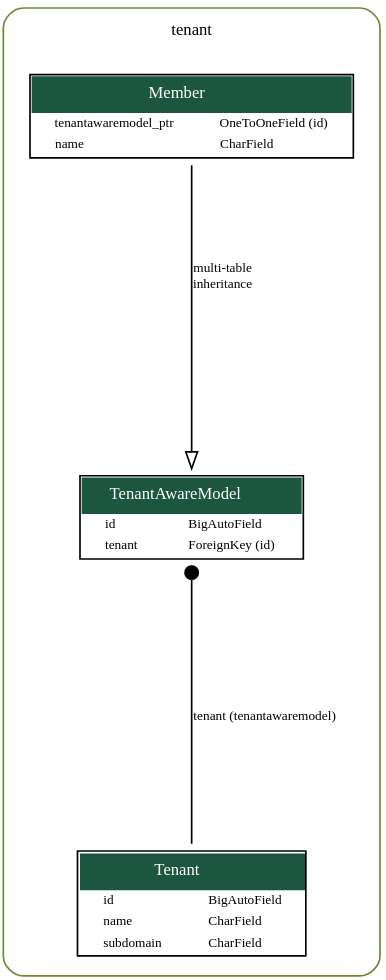 tenant
Member
tenantawaremodel_ptr OneToOneField (id)
name CharField
multi-table
inheritance
TenantAwareModel
id BigAutoField
tenant ForeignKey (id)
tenant (tenantawaremodel)
Tenant
id BigAutoField
name CharField
subdomain CharField